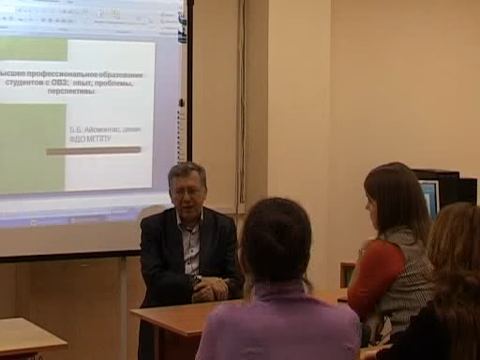 высшее профессиональное образование
студентов с ОВЗ: опыт, проблемы,
перспективы
Б.Б. Айсмонтас, декан
ФДО МГППУ